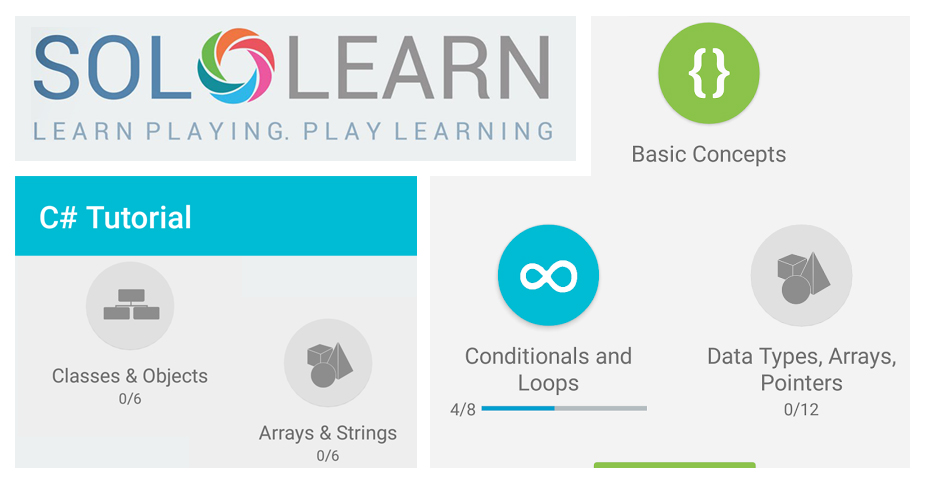 SOLOLEARN
LEARN PLAYING. PLAY LEARNING
{}
Basic Concepts
C# Tutorial
Classes & Objects
0/6
Arrays & Strings
0/6
Conditionals and
Loops
4/8
Data Types, Arrays,
Pointers
0/12